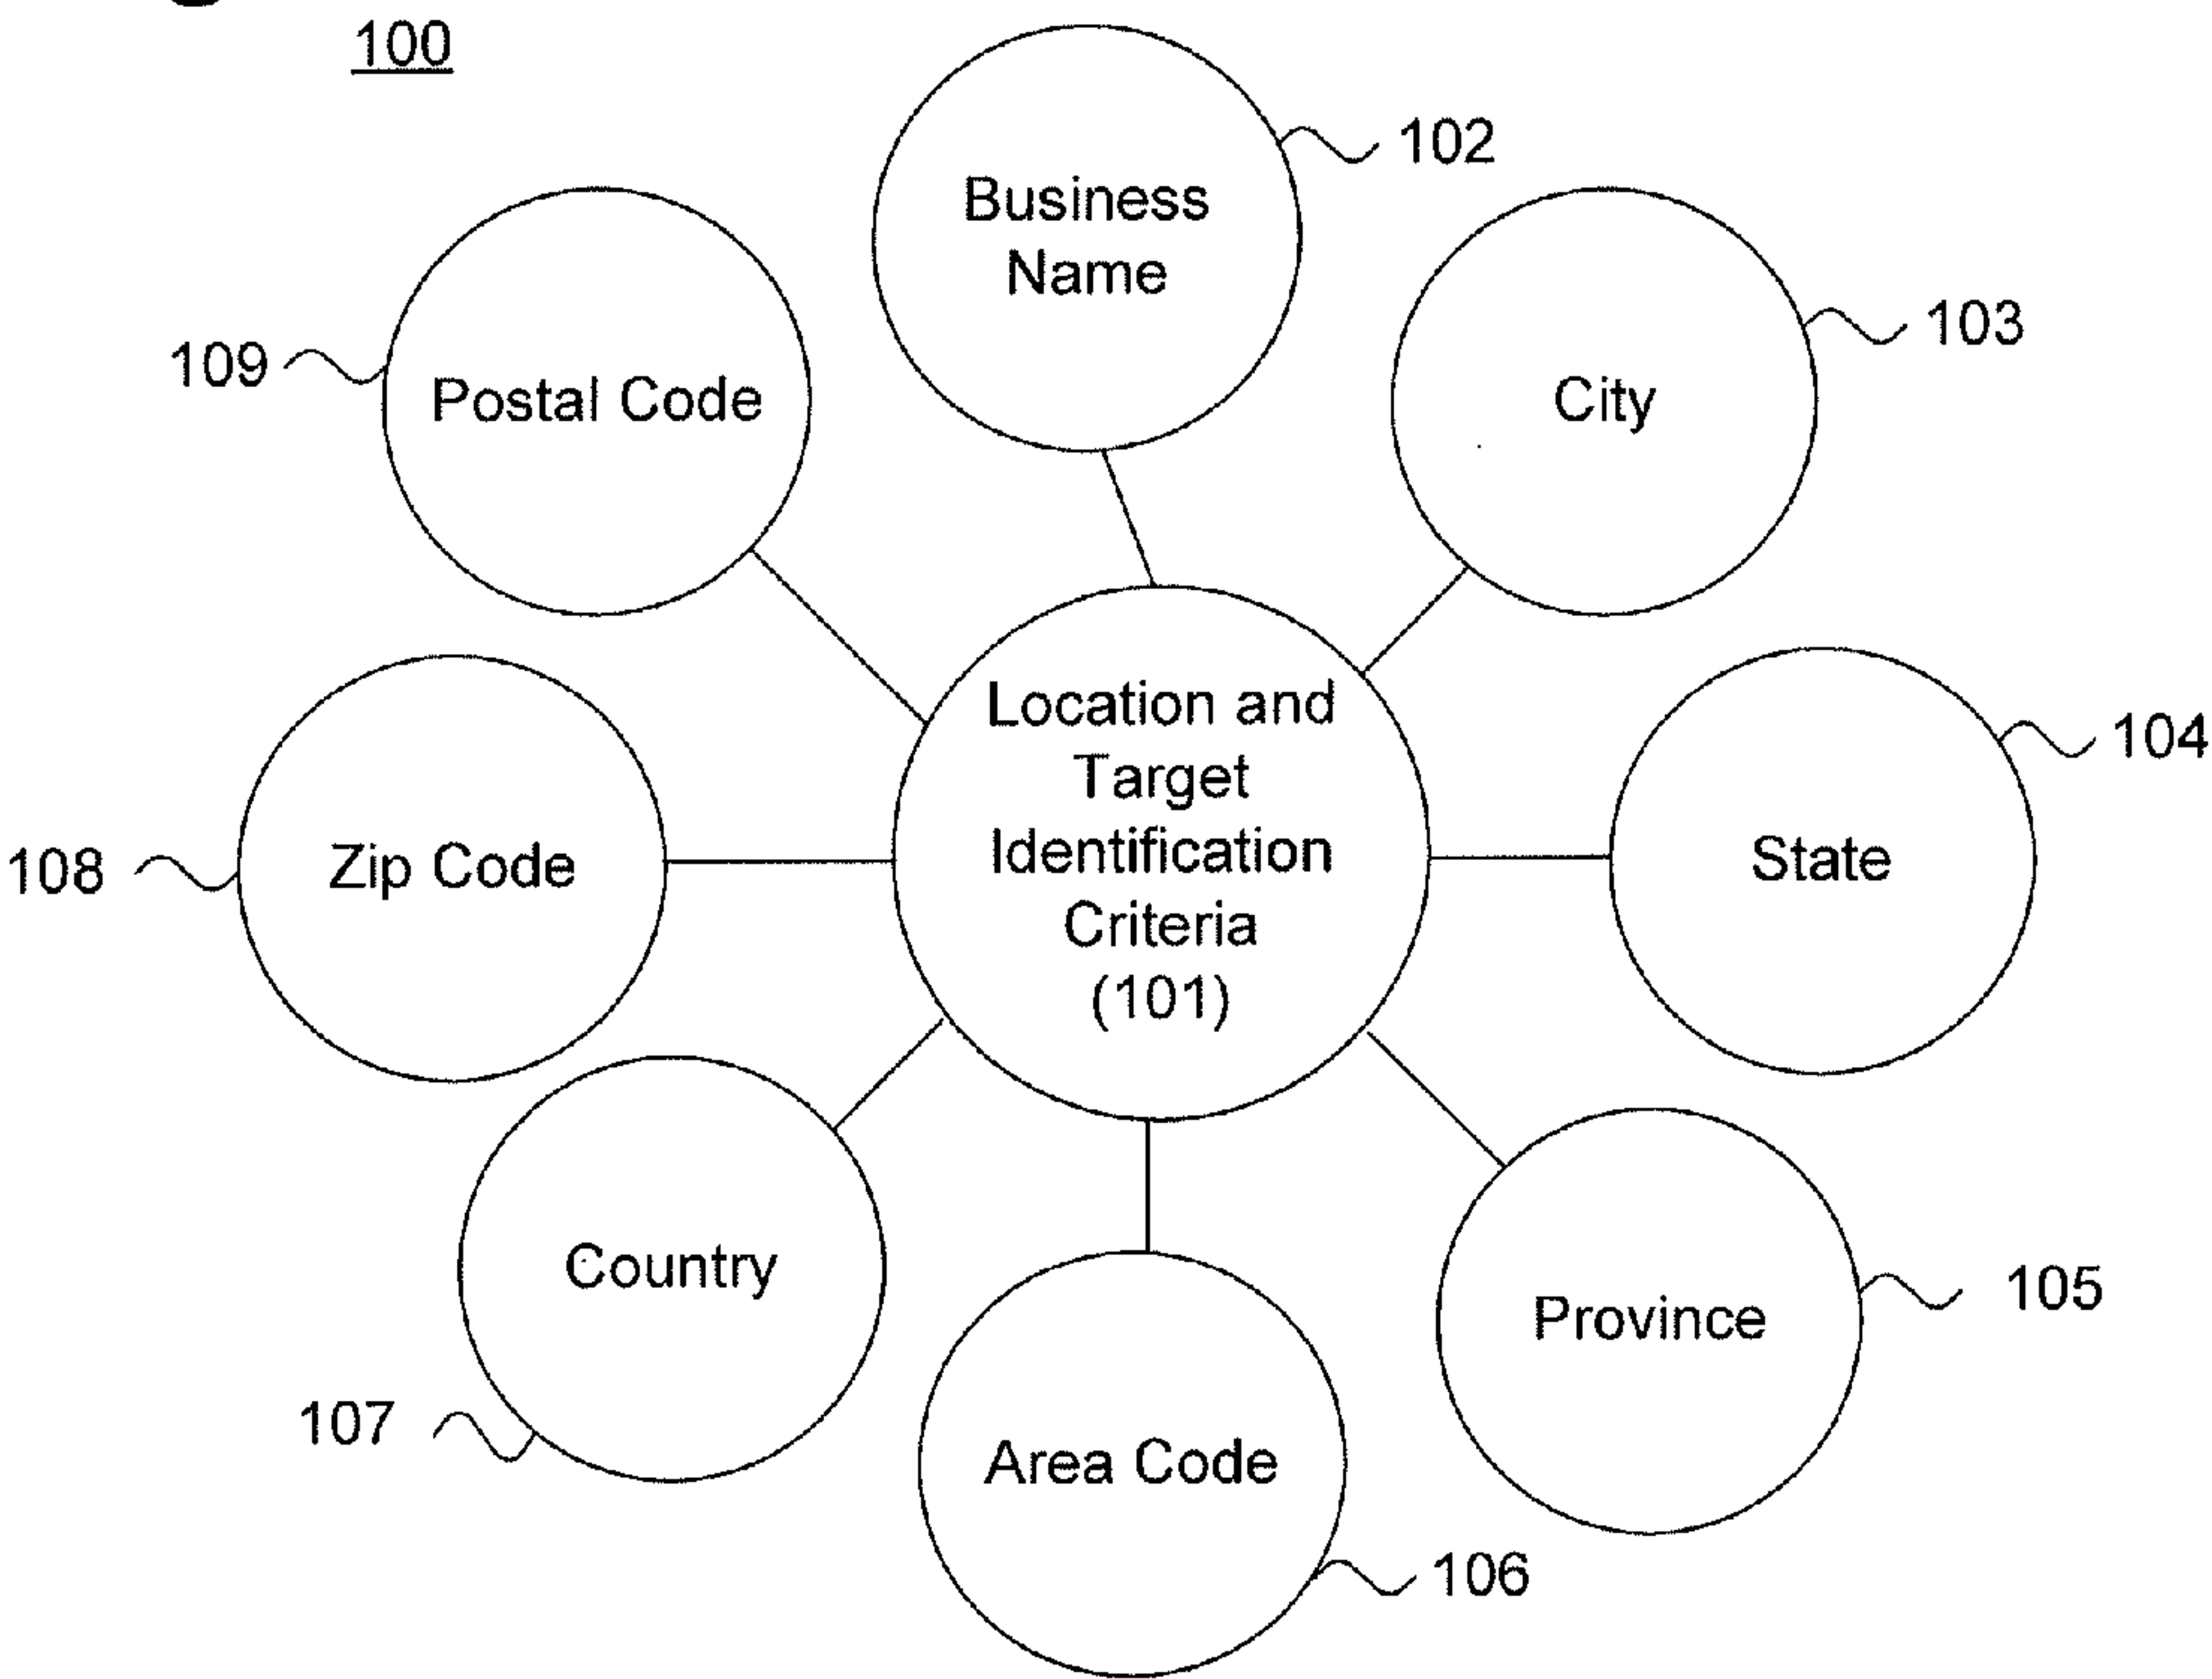 100
Business
Name
102
City
103
109
Postal Code
Location and
Target
Identification
Criteria
(101)
State
104
108
Zip Code
Country
107
Province
105
Area Code
106